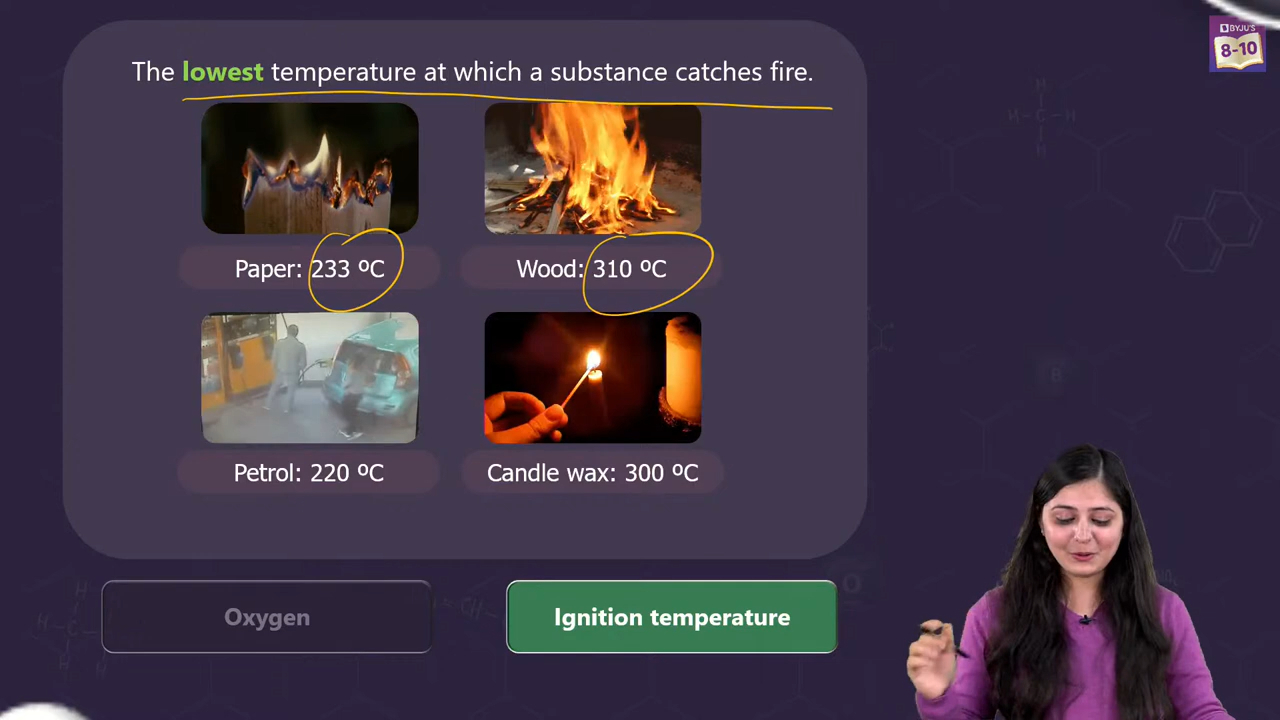 The lowest temperature at which a substance catches fire.
BYJU'S
8-10
Paper: 233 ºC
Wood: 310 ºC
Petrol: 220 ºC
Candle wax: 300 ºC
Oxygen
Ignition temperature